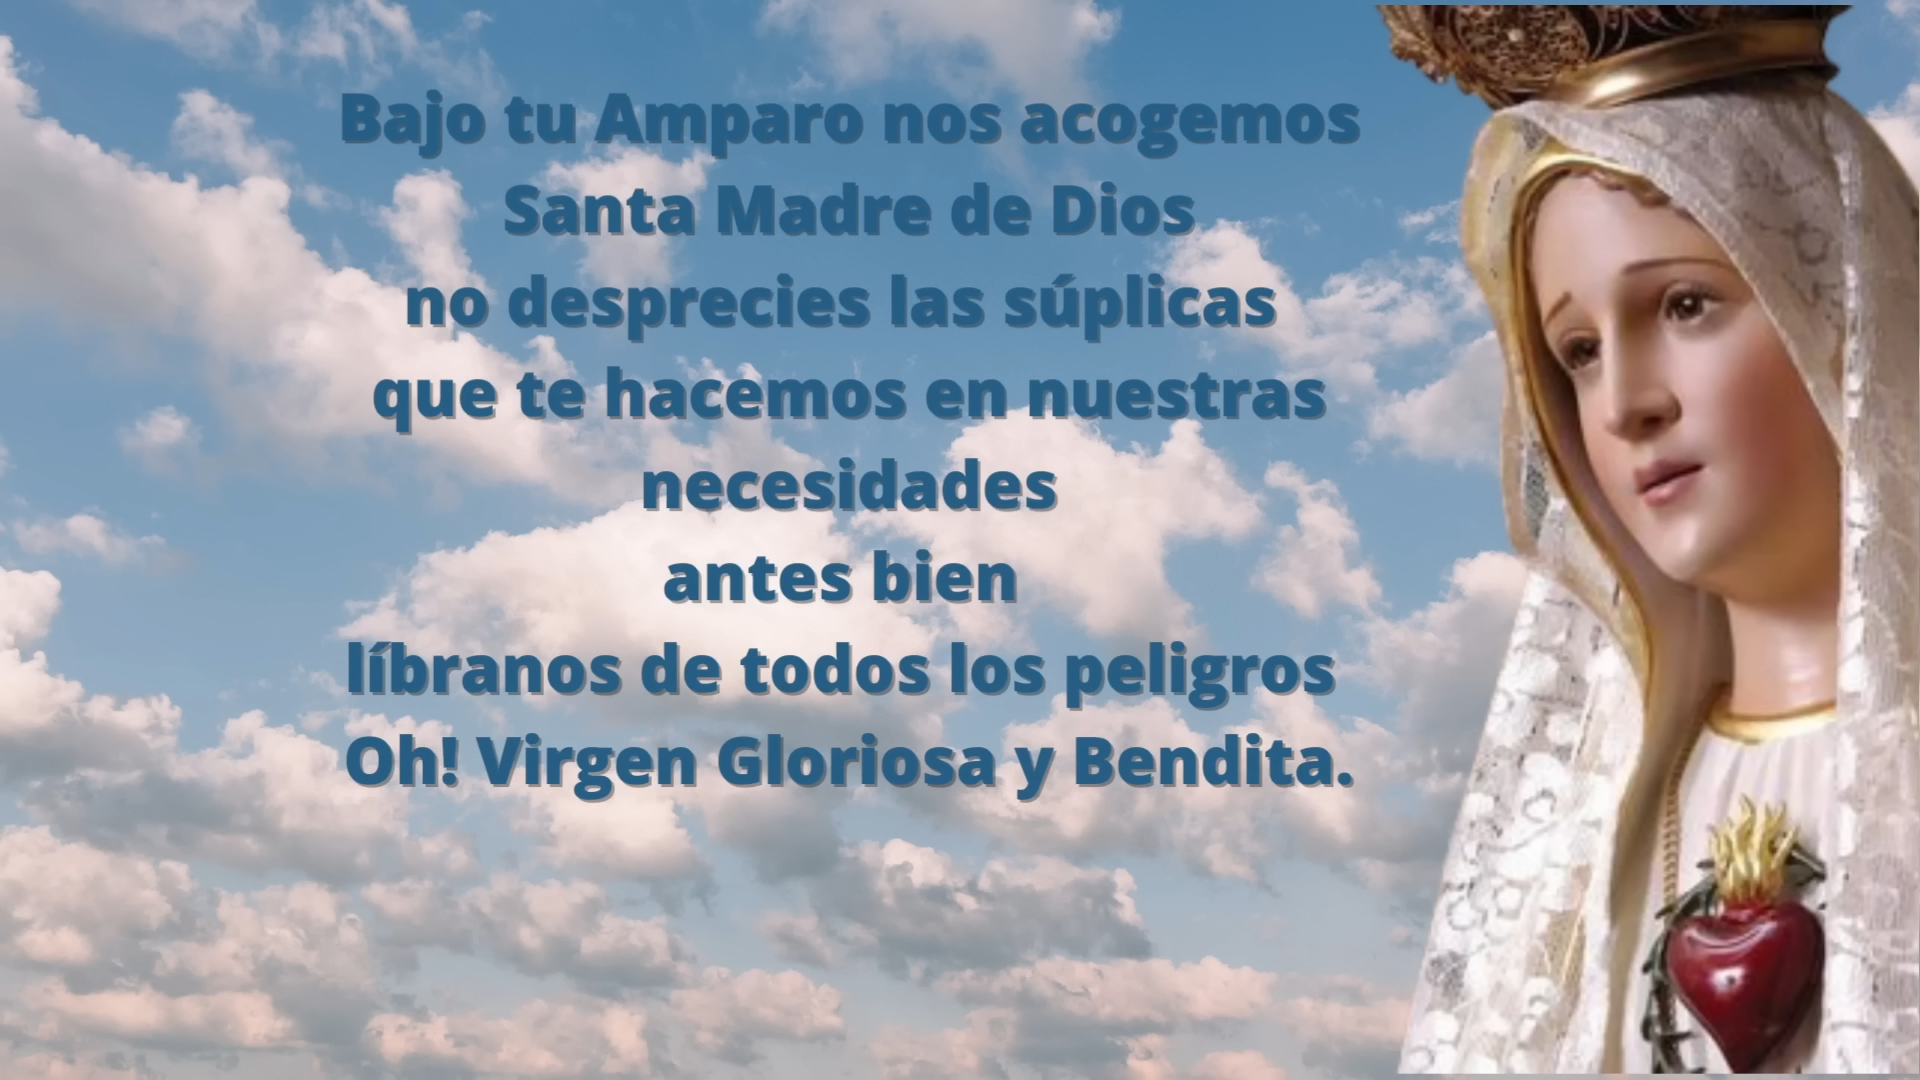 Bajo tu Amparo nos acogemos
Santa Madre de Dios
no desprecies las súplicas
que te hacemos en nuestras
necesidades
antes bien
líbranos de todos los peligros
Oh! Virgen Gloriosa y Bendita.